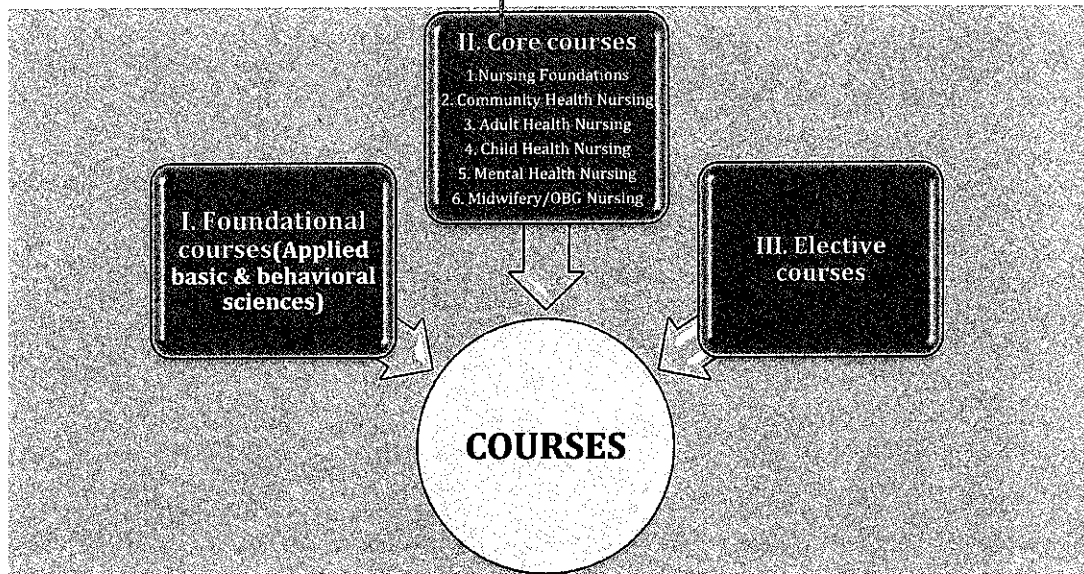 II. Core courses
1.Nursing Foundations
2. Community Health Nursing
3. Adult Health Nursing
4. Child Health Nursing
5. Mental Health Nursing
6. Midwifery/OBG Nursing
I. Foundational
courses(Applied
basic & behavioral
sciences)
III. Elective
courses
COURSES